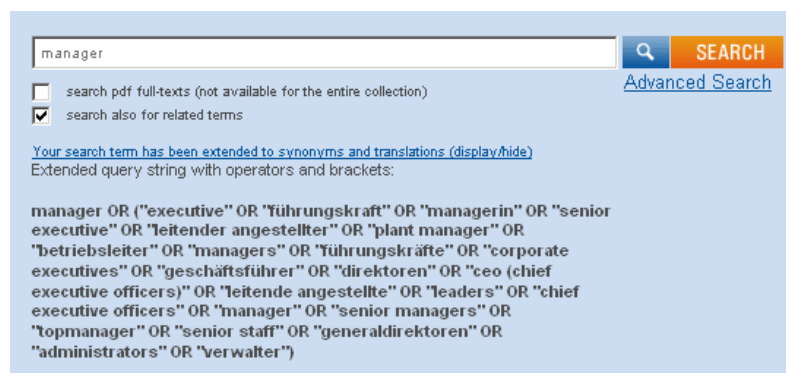 manager
SEARCH
Advanced Search
search pdf full-texts (not available for the entire collection)
search also for related terms
Your search term has been extended to synonyms and translations (display/hide)
Extended query string with operators and brackets:
manager OR ("executive" OR "führungskraft" OR "managerin" OR "senior
executive" OR "leitender angestellter" OR "plant manager" OR
"betriebsleiter" OR "managers" OR "führungskräfte" OR "corporate
executives" OR "geschäftsführer" OR "direktoren" OR "ceo (chief
executive officers)" OR "leitende angestellte" OR "leaders" OR "chief
executive officers" OR "manager" OR "senior managers" OR
"topmanager" OR "senior staff" OR "generaldirektoren" OR
"administrators" OR "verwalter")